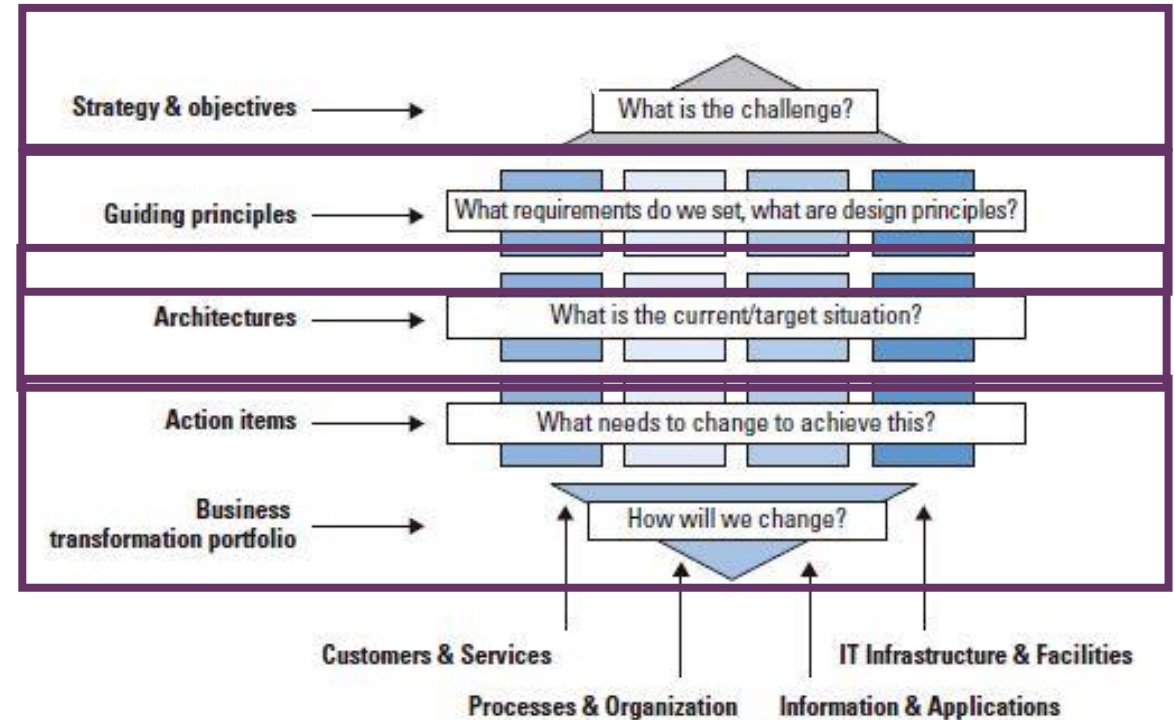 Strategy & objectives
What is the challenge?
Guiding principles
What requirements do we set, what are design principles?
Architectures
What is the current/target situation?
Action items
What needs to change to achieve this?
Business
transformation portfolio
How will we change?
Customers & Services
IT Infrastructure & Facilities
Processes & Organization
Information & Applications